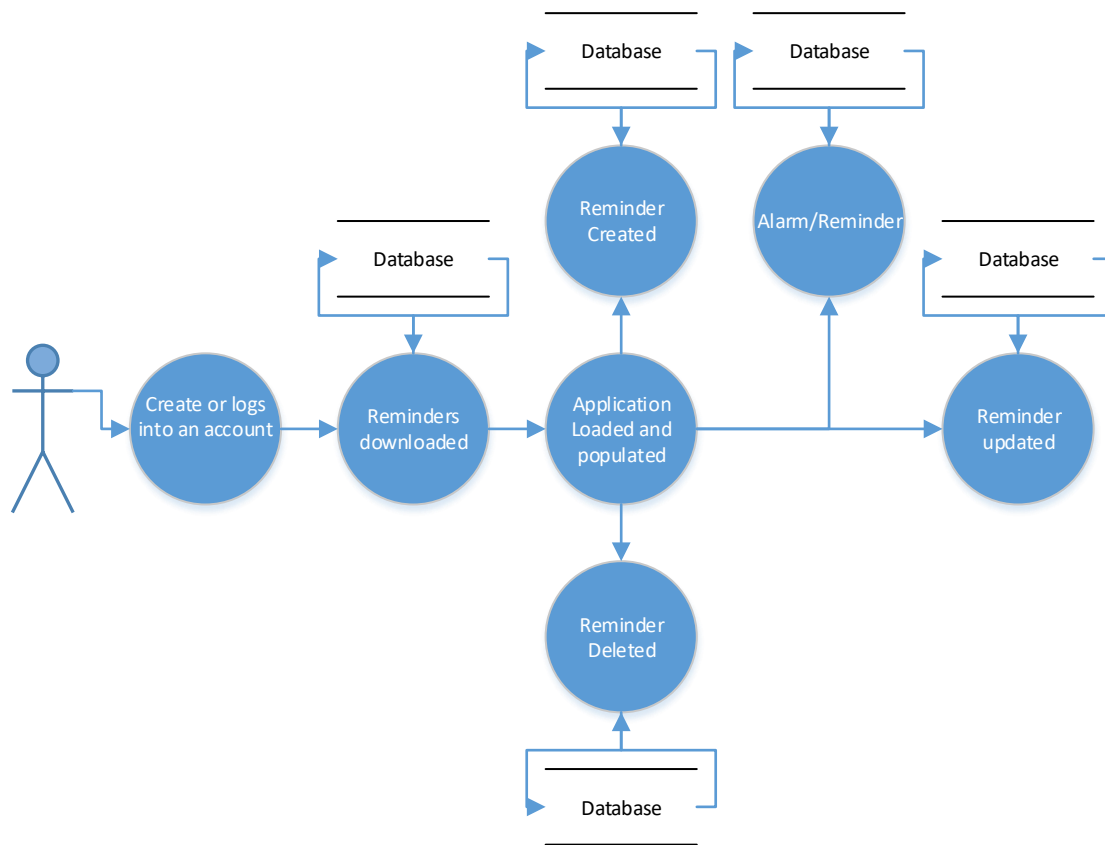 Database
Database
Reminder
Created
Alarm/Reminder
Database
Database
Create or logs
into an account
Reminders
downloaded
Application
Loaded and
populated
Reminder
updated
Reminder
Deleted
Database